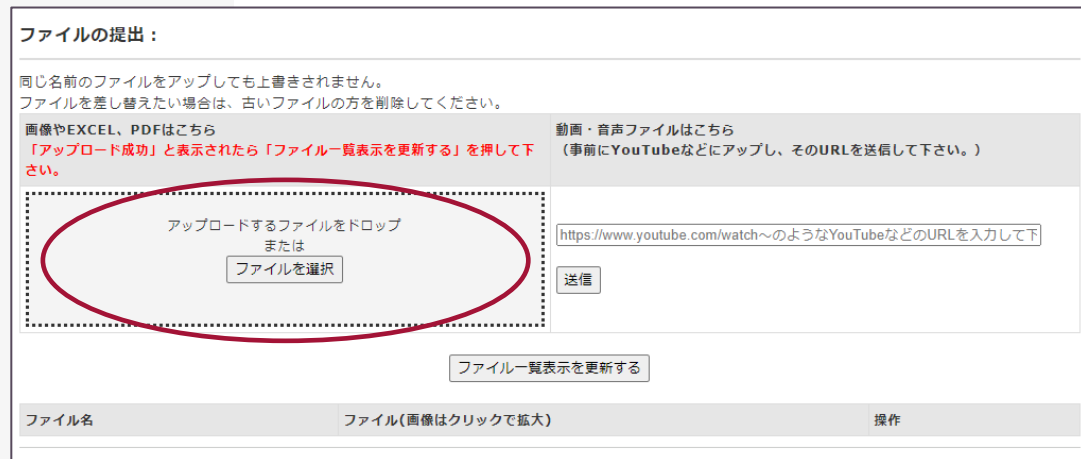 ファイルの提出：
同じ名前のファイルをアップしても上書きされません。
ファイルを差し替えたい場合は、古いファイルの方を削除してください。
画像やEXCEL、PDFはこちら
「アップロード成功」と表示されたら「ファイル一覧表示を更新する」を押して下
さい。
動画・音声ファイルはこちら
（事前にYouTubeなどにアップし、そのURLを送信して下さい。）
アップロードするファイルをドロップ
または
ファイルを選択
https://www.youtube.com/watch～のようなYouTubeなどのURLを入力して下
送信
ファイル一覧表示を更新する
ファイル名
ファイル(画像はクリックで拡大)
操作